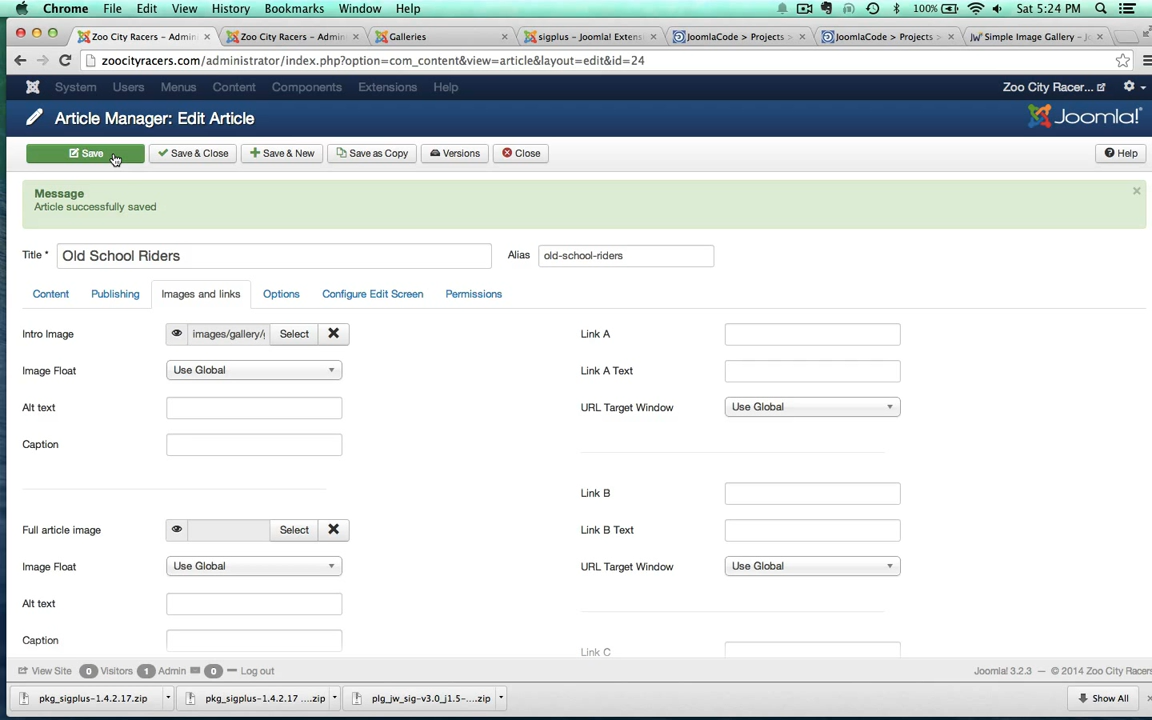 Chrome File Edit View History Bookmarks Window Help 100% Sat 5:24 PM
Zoo City Racers – Admin Zoo City Racers – Admin Galleries sigplus – Joomla! Exten JoomlaCode > Projects > JoomlaCode > Projects > Simple Image Gallery – Jo
zoocityracers.com/administrator/index.php?option=com_content&view=article&layout=edit&id=24
System Users Menus Content Components Extensions Help Zoo City Racer...
Article Manager: Edit Article Joomla!
Save Save & Close Save & New Save as Copy Versions Close Help
Message
Article successfully saved
Title * Old School Riders Alias old-school-riders
Content Publishing Images and links Options Configure Edit Screen Permissions
Intro Image images/gallery/ Select Link A
Image Float Use Global Link A Text
Alt text URL Target Window Use Global
Caption
Link B
Full article image Select Link B Text
Image Float Use Global URL Target Window Use Global
Alt text
Caption Link C
View Site 0 Visitors 1 Admin 0 Log out Joomla! 3.2.3 — © 2014 Zoo City Racers
pkg_sigplus-1.4.2.17.zip pkg_sigplus-1.4.2.17 ....zip plg_jw_sig-v3.0_j1.5-....zip Show All